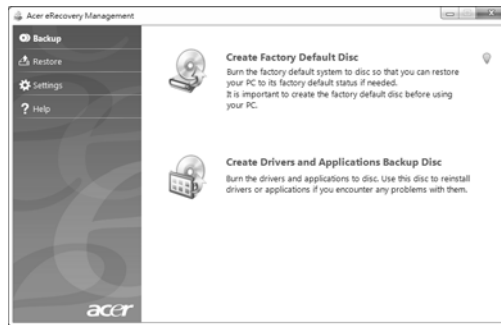 Acer eRecovery Management
Backup
Restore
Settings
Help
Create Factory Default Disc
Burn the factory default system to disc so that you can restore
your PC to its factory default status if needed.
It is important to create the factory default disc before using
your PC.
Create Drivers and Applications Backup Disc
Burn the drivers and applications to disc. Use this disc to reinstall
drivers or applications if you encounter any problems with them.
acer